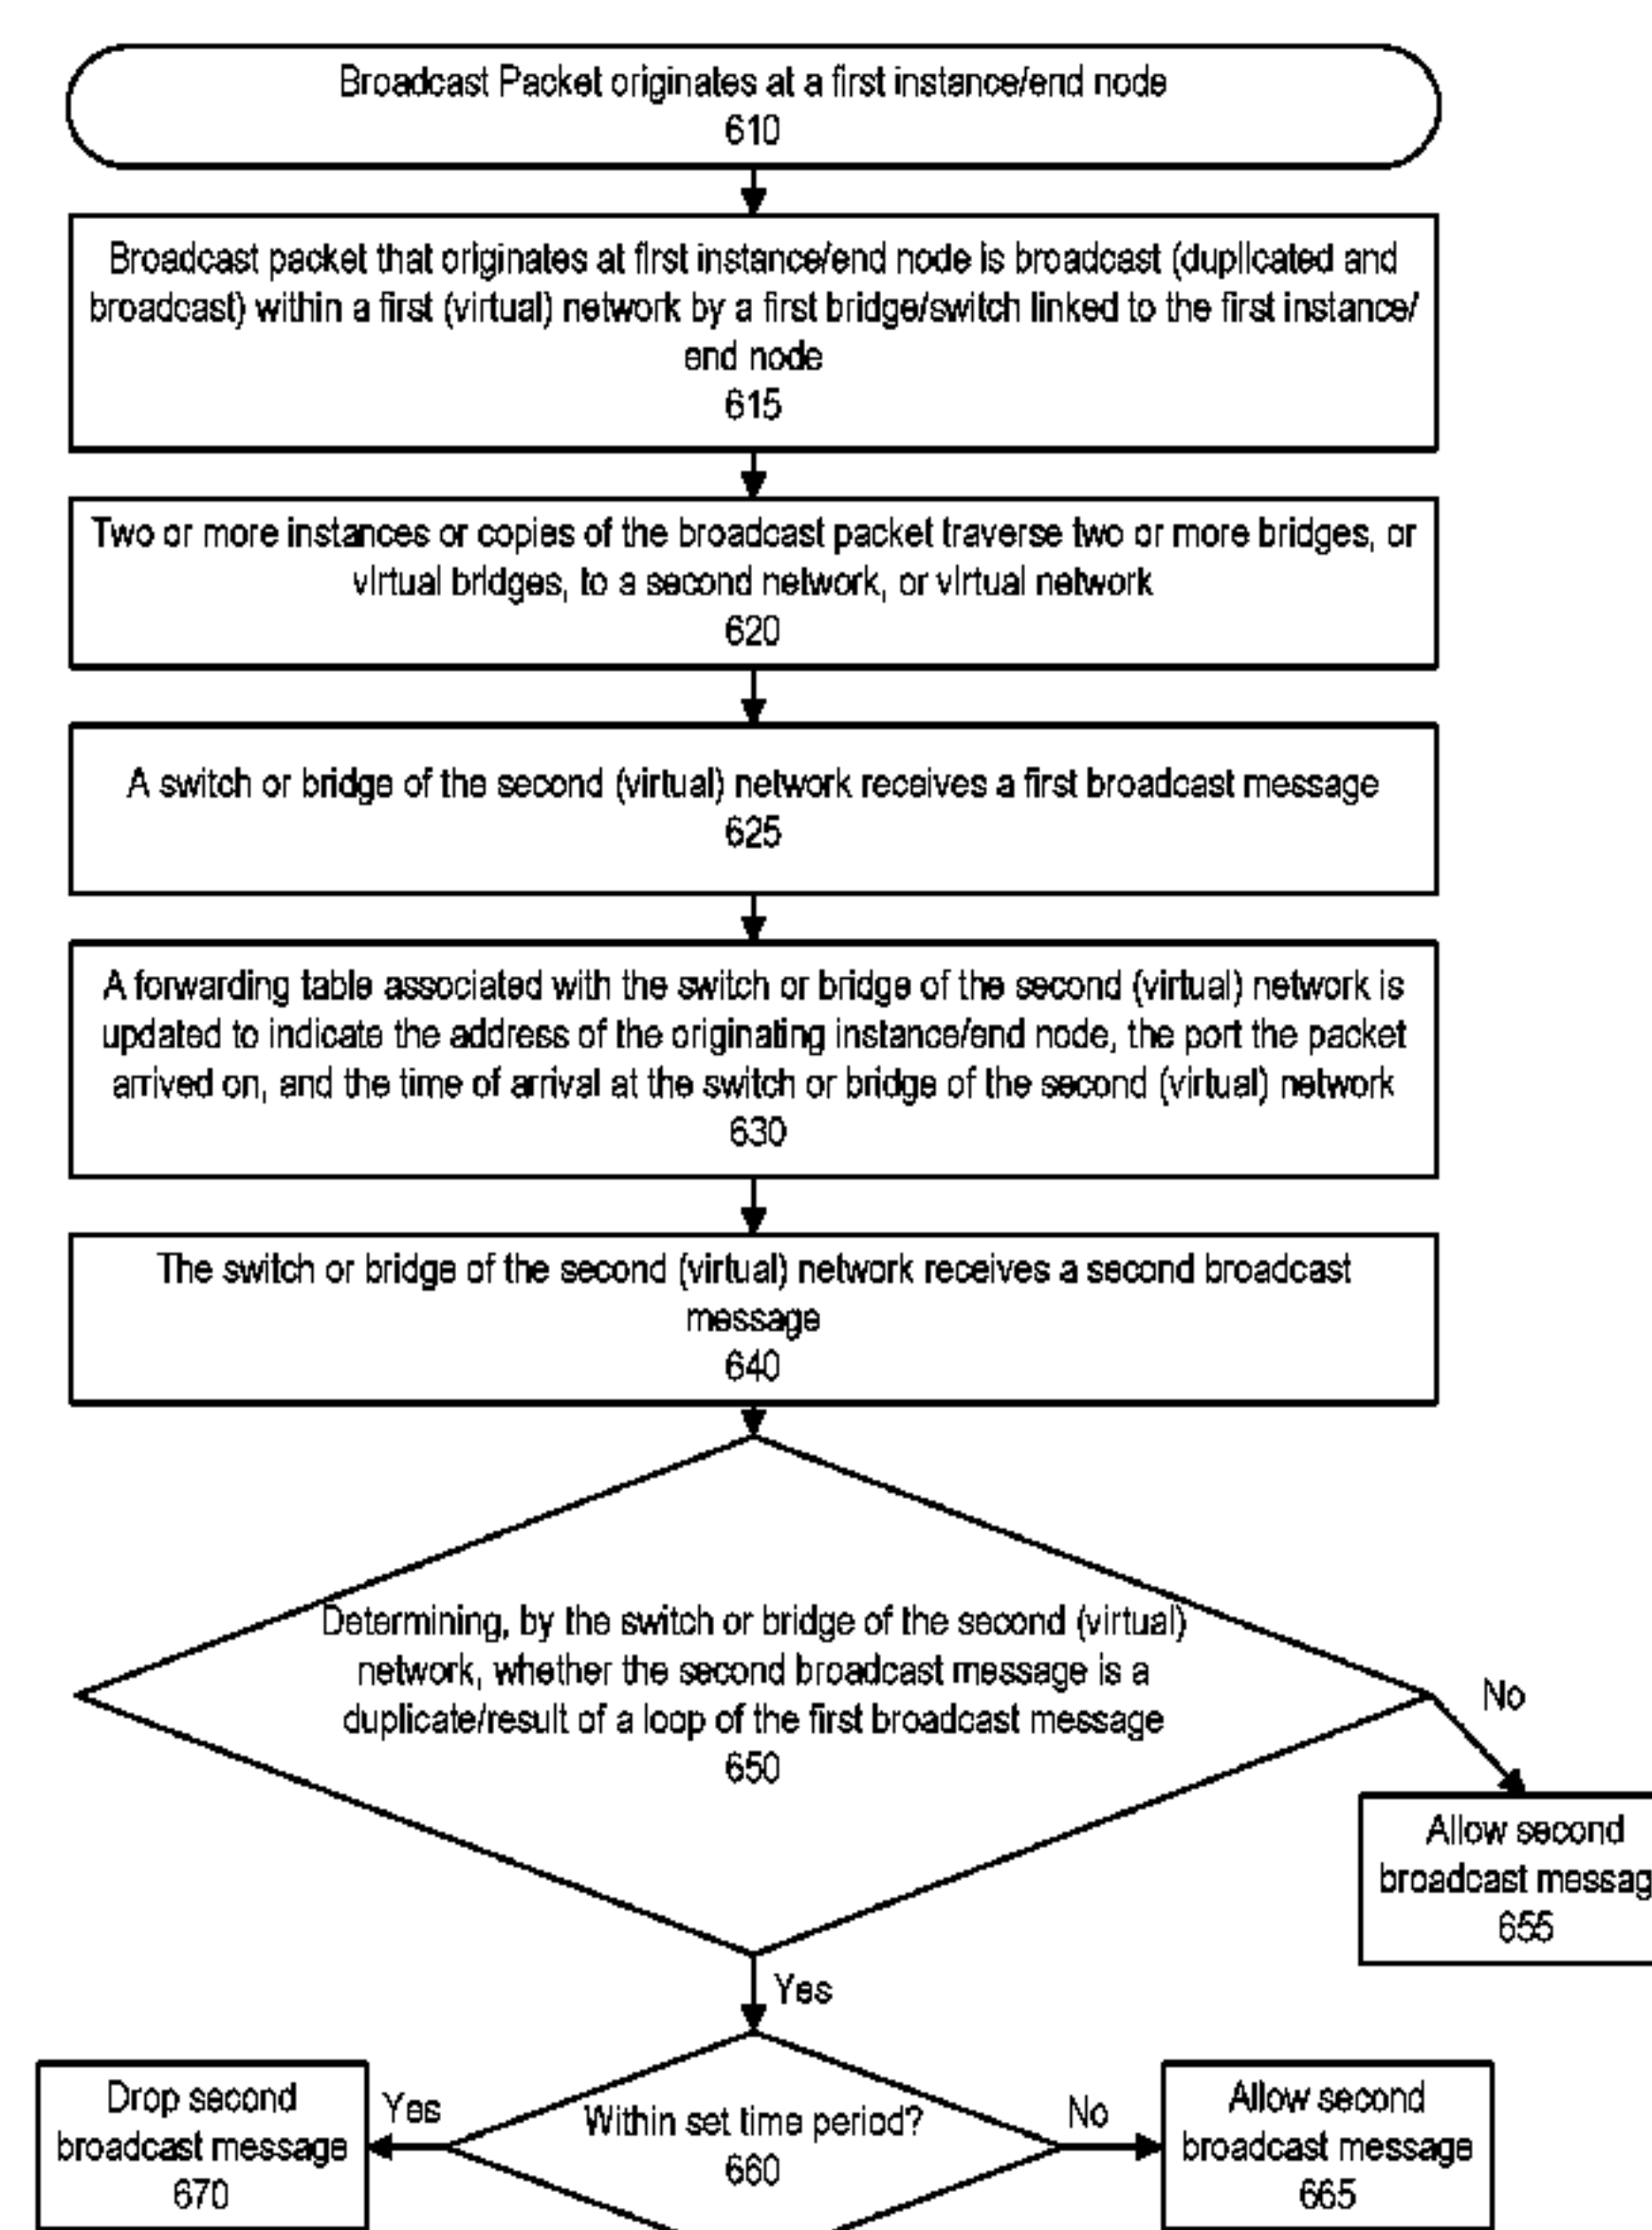 Broadcast Packet originates at a first instance/end node
610
Broadcast packet that originates at first instance/end node is broadcast (duplicated and
broadcast) within a first (virtual) network by a first bridge/switch linked to the first instance/
end node
615
Two or more instances or copies of the broadcast packet traverse two or more bridges, or
virtual bridges, to a second network, or virtual network
620
A switch or bridge of the second (virtual) network receives a first broadcast message
625
A forwarding table associated with the switch or bridge of the second (virtual) network is
updated to indicate the address of the originating instance/end node, the port the packet
arrived on, and the time of arrival at the switch or bridge of the second (virtual) network
630
The switch or bridge of the second (virtual) network receives a second broadcast
message
640
Determining, by the switch or bridge of the second (virtual)
network, whether the second broadcast message is a
duplicate/result of a loop of the first broadcast message
650
No
Allow second
broadcast messag
655
Yes
Drop second
broadcast message
670
Yes
Within set time period?
660
No
Allow second
broadcast message
665